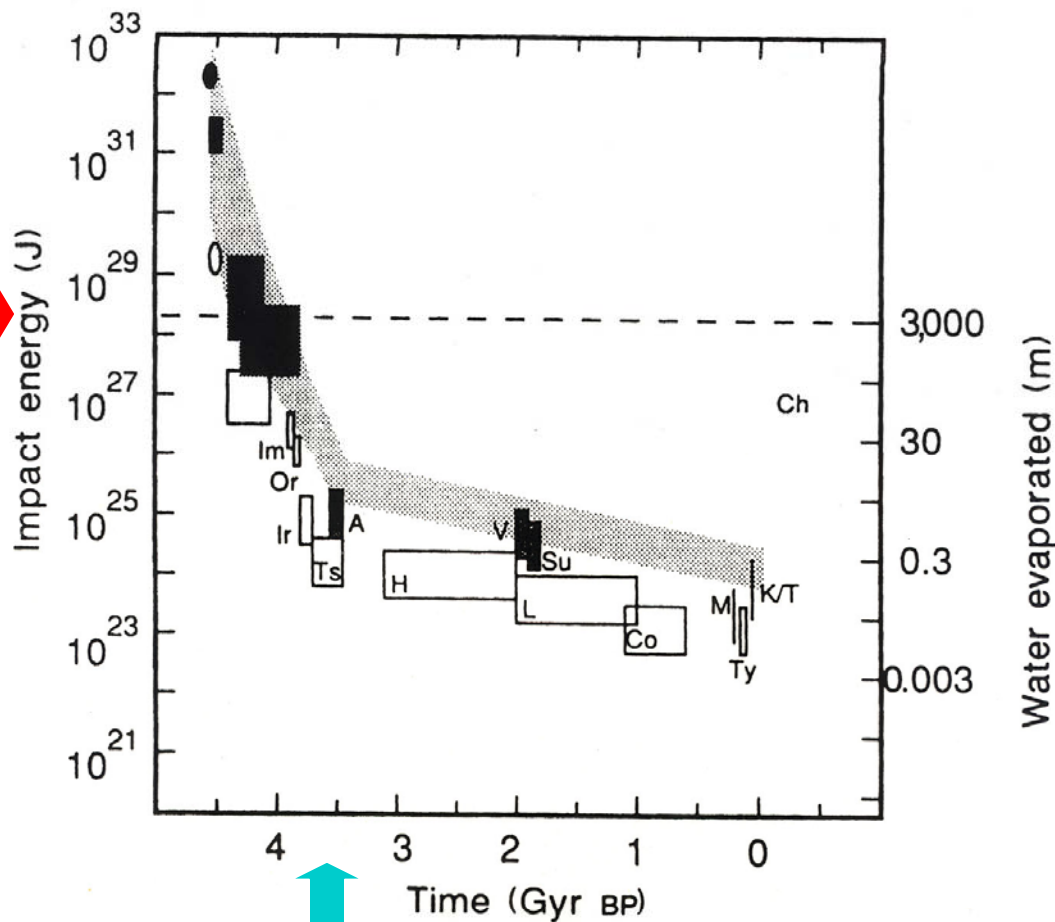 Impact energy (J)
10^33
10^31
10^29
10^27
10^25
10^23
10^21
Water evaporated (m)
3,000
30
0.3
0.003
Ch
Im
Or
Ir
A
Ts
H
V
Su
L
Co
M
K/T
Ty
4 3 2 1 0
Time (Gyr BP)